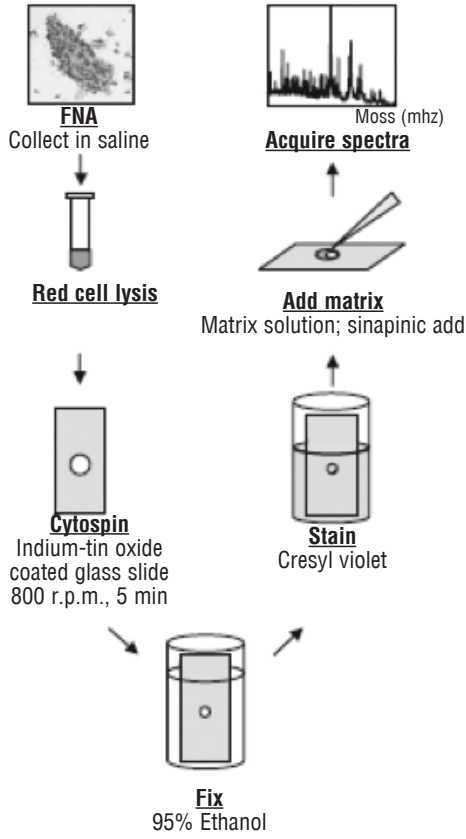 FNA
Collect in saline
Red cell lysis
Cytospin
Indium-tin oxide
coated glass slide
800 r.p.m., 5 min
Fix
95% Ethanol
Stain
Cresyl violet
Add matrix
Matrix solution; sinapinic add
Moss (mhz)
Acquire spectra